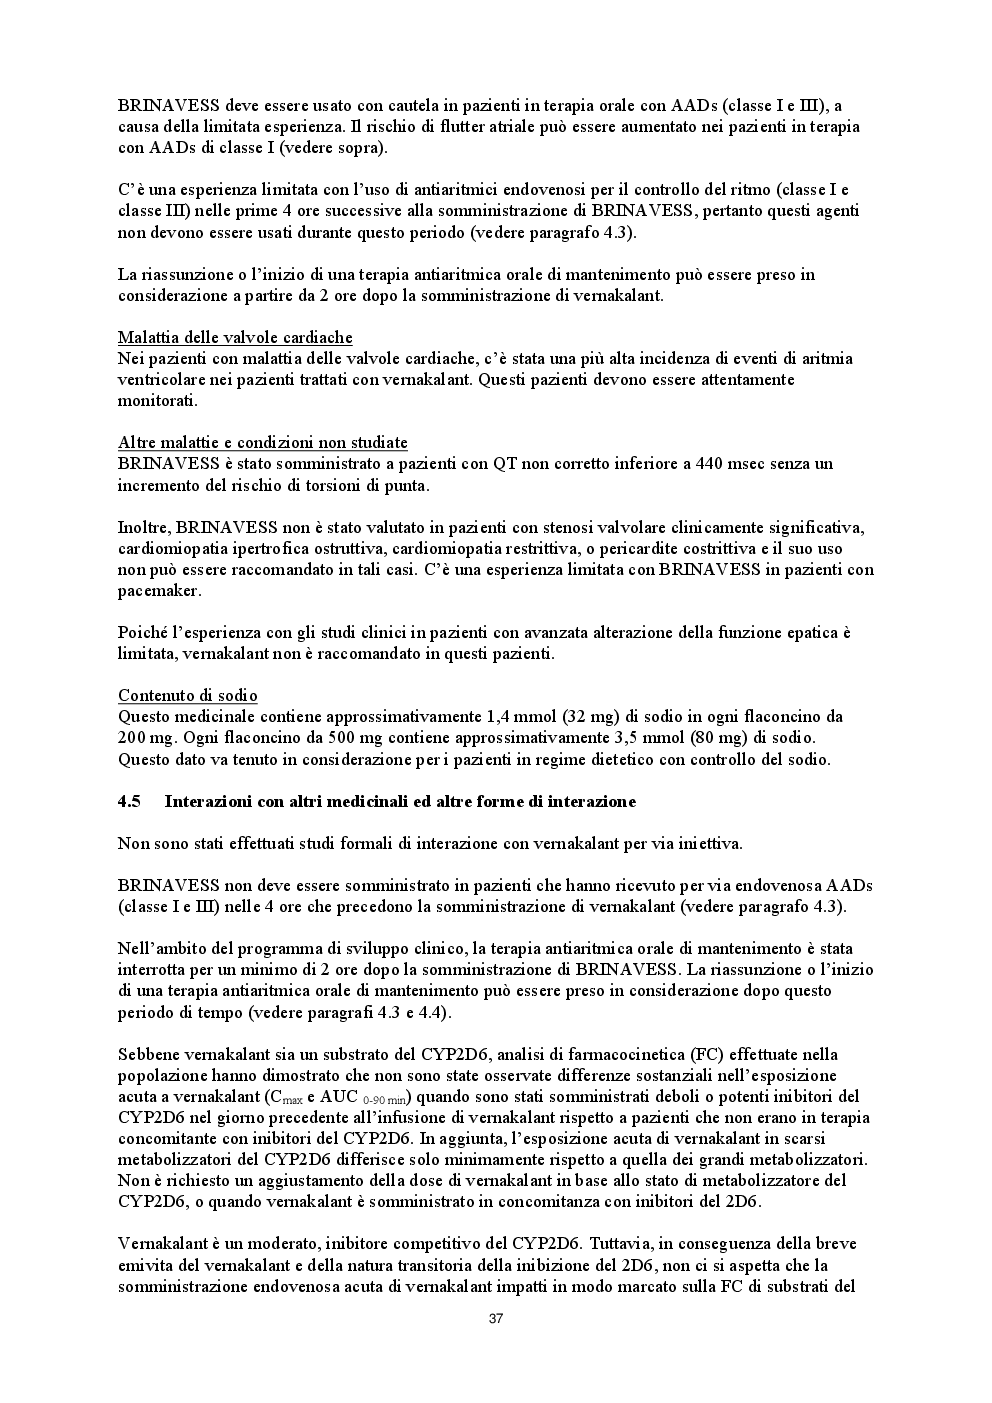 BRINAVESS deve essere usato con cautela in pazienti in terapia orale con AADs (classe I e III), a
causa della limitata esperienza. Il rischio di flutter atriale può essere aumentato nei pazienti in terapia
con AADs di classe I (vedere sopra).
C’è una esperienza limitata con l’uso di antiaritmici endovenosi per il controllo del ritmo (classe I e
classe III) nelle prime 4 ore successive alla somministrazione di BRINAVESS, pertanto questi agenti
non devono essere usati durante questo periodo (vedere paragrafo 4.3).
La riassunzione o l’inizio di una terapia antiaritmica orale di mantenimento può essere preso in
considerazione a partire da 2 ore dopo la somministrazione di vernakalant.
Malattia delle valvole cardiache
Nei pazienti con malattia delle valvole cardiache, c’è stata una più alta incidenza di eventi di aritmia
ventricolare nei pazienti trattati con vernakalant. Questi pazienti devono essere attentamente
monitorati.
Altre malattie e condizioni non studiate
BRINAVESS è stato somministrato a pazienti con QT non corretto inferiore a 440 msec senza un
incremento del rischio di torsioni di punta.
Inoltre, BRINAVESS non è stato valutato in pazienti con stenosi valvolare clinicamente significativa,
cardiomiopatia ipertrofica ostruttiva, cardiomiopatia restrittiva, o pericardite costrittiva e il suo uso
non può essere raccomandato in tali casi. C’è una esperienza limitata con BRINAVESS in pazienti con
pacemaker.
Poiché l’esperienza con gli studi clinici in pazienti con avanzata alterazione della funzione epatica è
limitata, vernakalant non è raccomandato in questi pazienti.
Contenuto di sodio
Questo medicinale contiene approssimativamente 1,4 mmol (32 mg) di sodio in ogni flaconcino da
200 mg. Ogni flaconcino da 500 mg contiene approssimativamente 3,5 mmol (80 mg) di sodio.
Questo dato va tenuto in considerazione per i pazienti in regime dietetico con controllo del sodio.
4.5 Interazioni con altri medicinali ed altre forme di interazione
Non sono stati effettuati studi formali di interazione con vernakalant per via iniettiva.
BRINAVESS non deve essere somministrato in pazienti che hanno ricevuto per via endovenosa AADs
(classe I e III) nelle 4 ore che precedono la somministrazione di vernakalant (vedere paragrafo 4.3).
Nell’ambito del programma di sviluppo clinico, la terapia antiaritmica orale di mantenimento è stata
interrotta per un minimo di 2 ore dopo la somministrazione di BRINAVESS. La riassunzione o l’inizio
di una terapia antiaritmica orale di mantenimento può essere preso in considerazione dopo questo
periodo di tempo (vedere paragrafi 4.3 e 4.4).
Sebbene vernakalant sia un substrato del CYP2D6, analisi di farmacocinetica (FC) effettuate nella
popolazione hanno dimostrato che non sono state osservate differenze sostanziali nell’esposizione
acuta a vernakalant (Cmax e AUC 0-90 min) quando sono stati somministrati deboli o potenti inibitori del
CYP2D6 nel giorno precedente all’infusione di vernakalant rispetto a pazienti che non erano in terapia
concomitante con inibitori del CYP2D6. In aggiunta, l’esposizione acuta di vernakalant in scarsi
metabolizzatori del CYP2D6 differisce solo minimamente rispetto a quella dei grandi metabolizzatori.
Non è richiesto un aggiustamento della dose di vernakalant in base allo stato di metabolizzatore del
CYP2D6, o quando vernakalant è somministrato in concomitanza con inibitori del 2D6.
Vernakalant è un moderato, inibitore competitivo del CYP2D6. Tuttavia, in conseguenza della breve
emivita del vernakalant e della natura transitoria della inibizione del 2D6, non ci si aspetta che la
somministrazione endovenosa acuta di vernakalant impatti in modo marcato sulla FC di substrati del
37